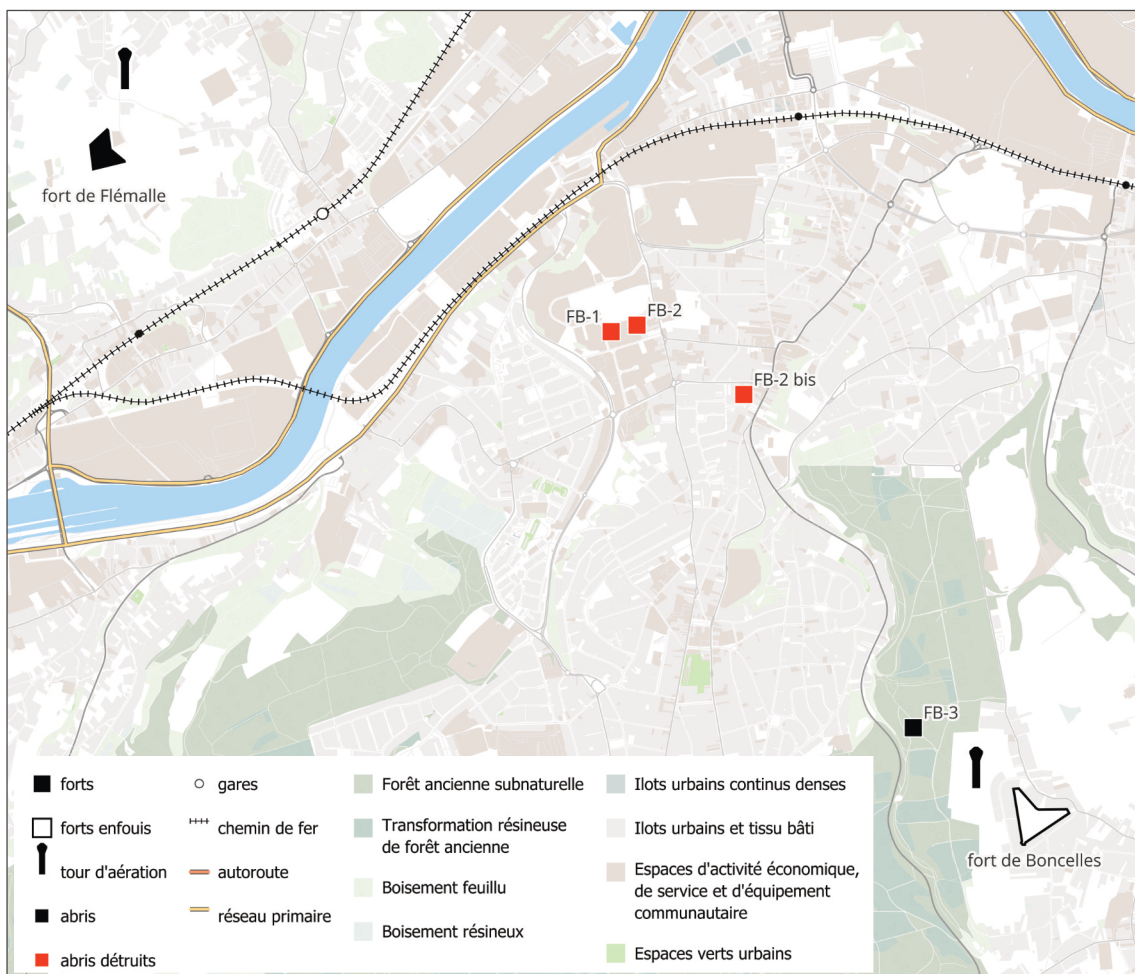 fort de Flémalle
FB-1
FB-2
FB-2 bis
FB-3
fort de Boncelles
forts
forts enfouis
tour d'aération
abris
abris détruits
gares
chemin de fer
autoroute
réseau primaire
Forêt ancienne subnaturelle
Transformation résineuse
de forêt ancienne
Boisement feuillu
Boisement résineux
Ilots urbains continus denses
Ilots urbains et tissu bâti
Espaces d'activité économique,
de service et d'équipement
communautaire
Espaces verts urbains